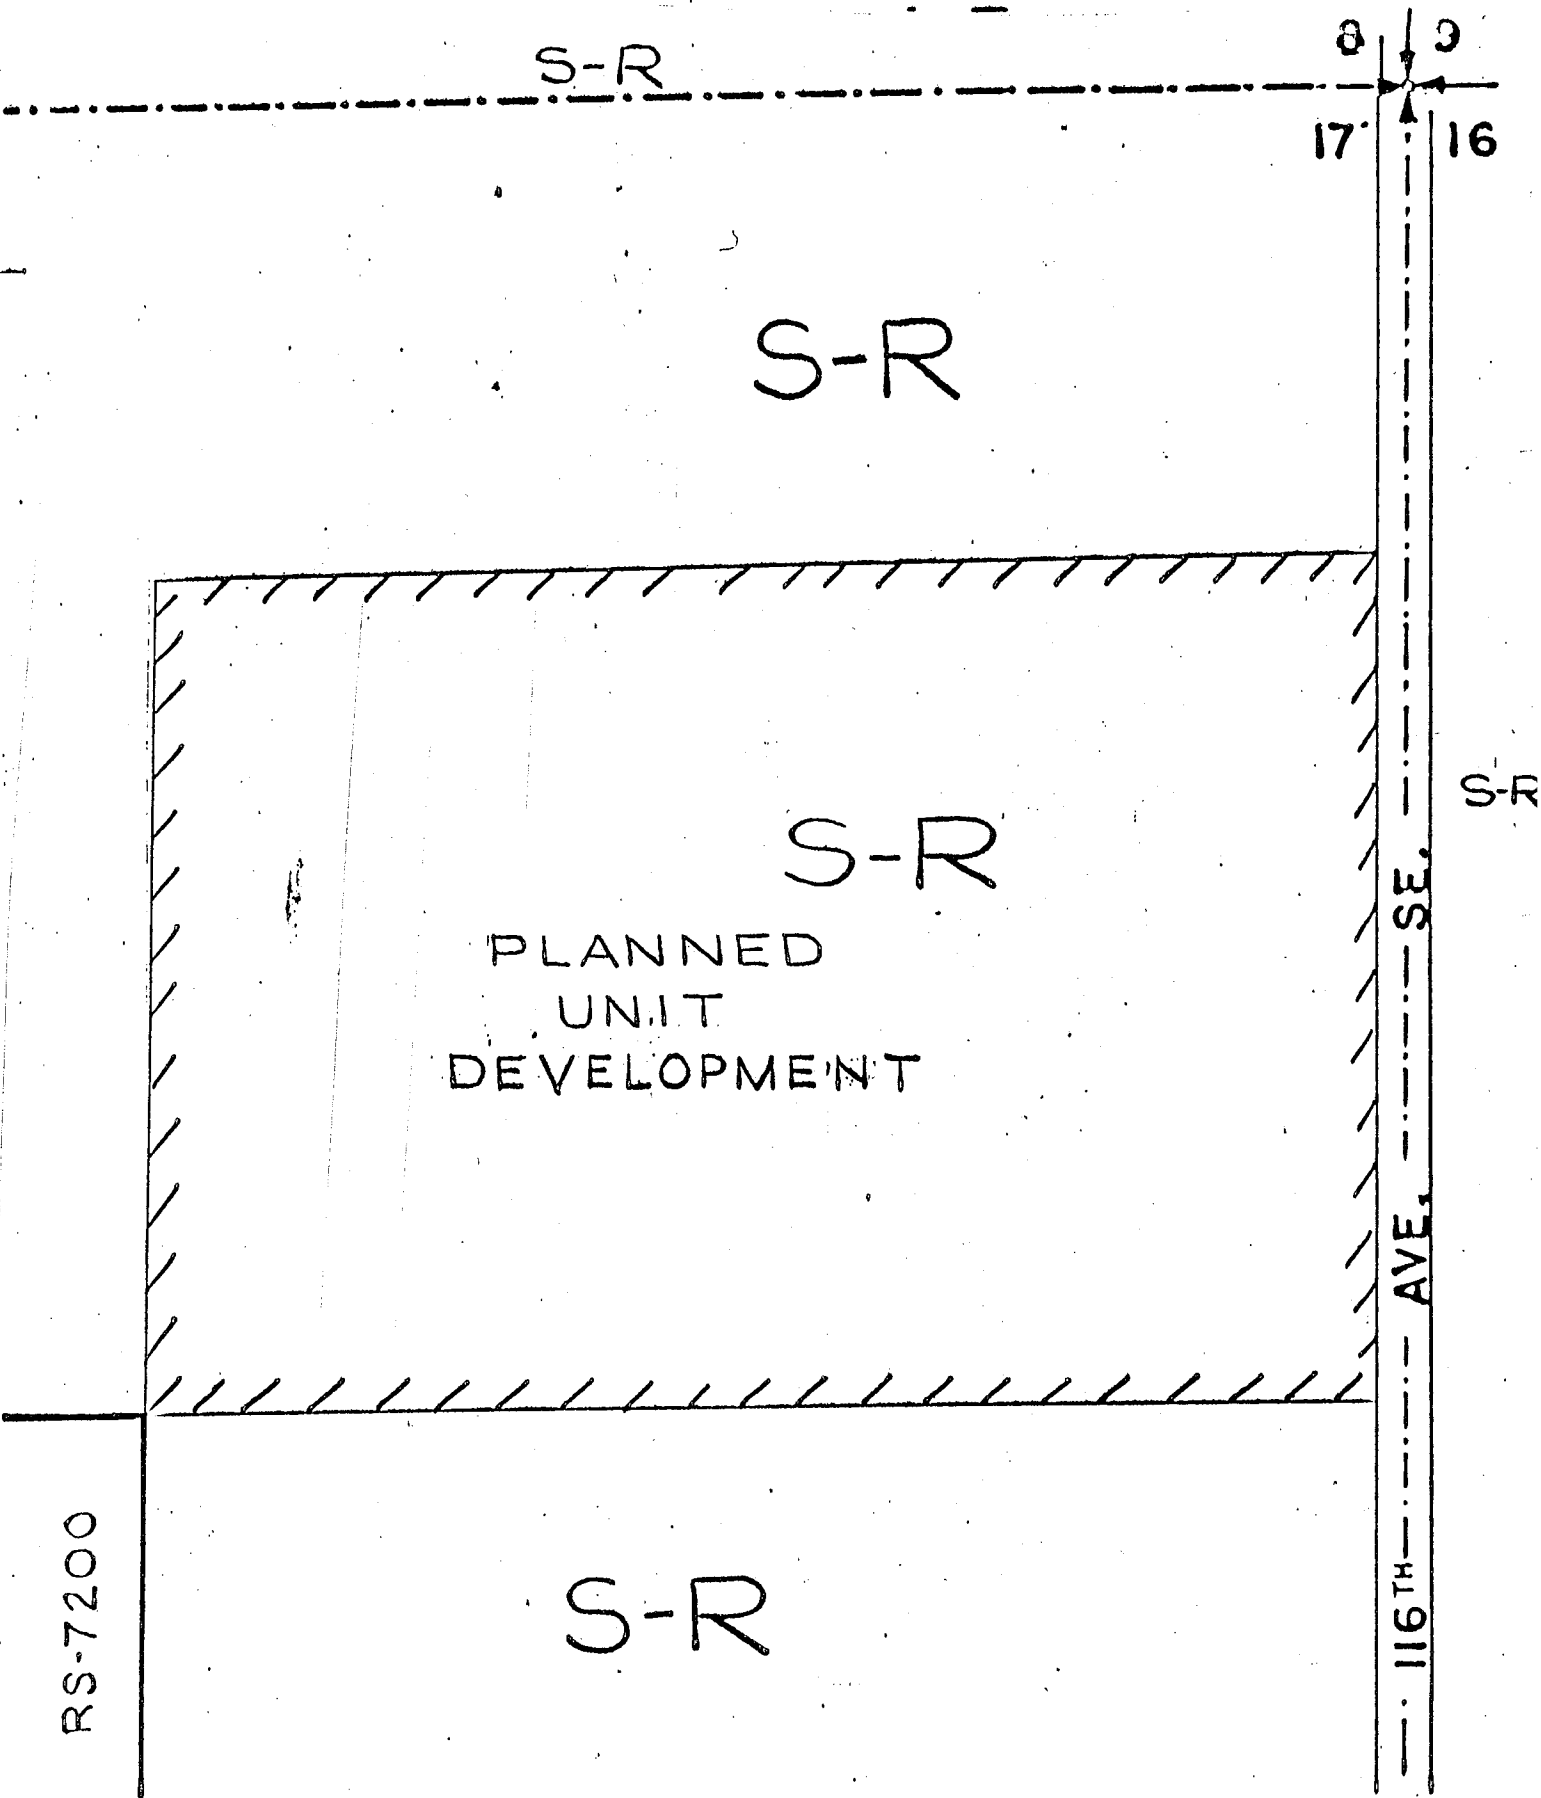 S-R
8 9
17 16
S-R
S-R
S-R
PLANNED
UNIT
DEVELOPMENT
116TH AVE. SE.
RS-7200
S-R